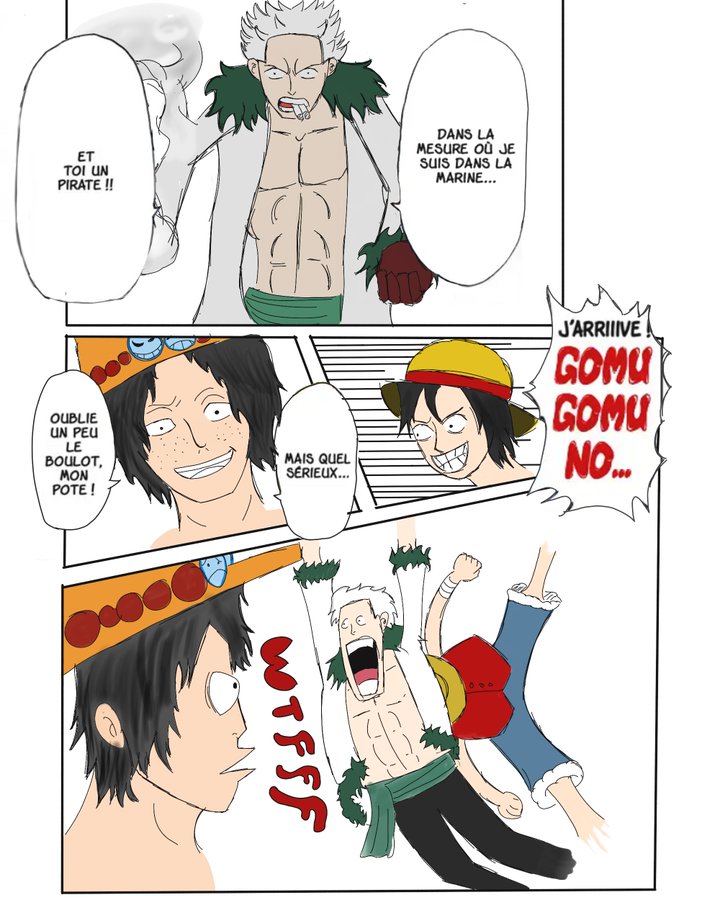 DANS LA
MESURE OÙ JE
SUIS DANS LA
MARINE...
ET
TOI UN
PIRATE !!
J'ARRIIIVE !
GOMU
GOMU
NO...
MAIS QUEL
SÉRIEUX...
OUBLIE
UN PEU
LE
BOULOT,
MON
POTE !
WTFFF